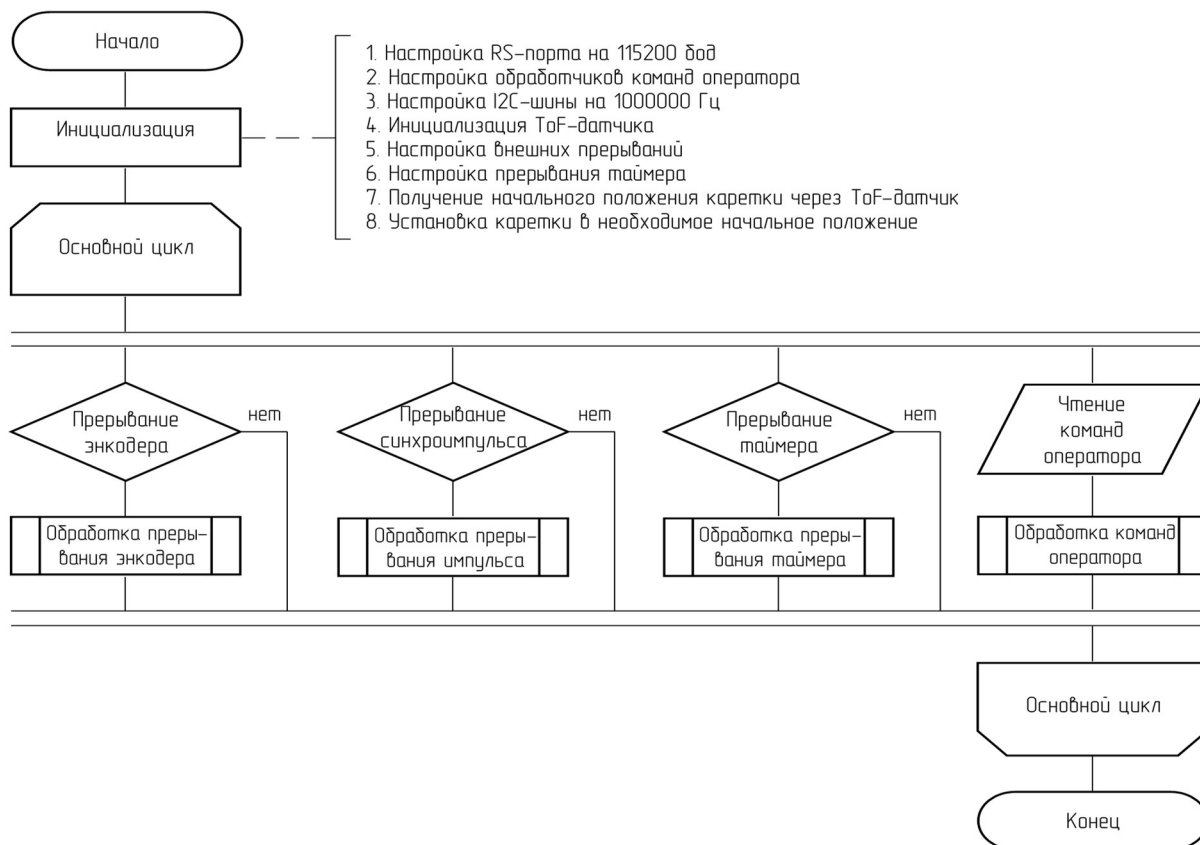 Начало
1. Настройка RS-порта на 115200 бод
2. Настройка обработчиков команд оператора
3. Настройка I2C-шины на 1000000 Гц
4. Инициализация ToF-датчика
5. Настройка внешних прерываний
6. Настройка прерывания таймера
7. Получение начального положения каретки через ToF-датчик
8. Установка каретки в необходимое начальное положение
Инициализация
Основной цикл
Прерывание
энкодера
нет
Прерывание
синхроимпульса
нет
Прерывание
таймера
нет
Чтение
команд
оператора
Обработка преры-
вания энкодера
Обработка преры-
вания импульса
Обработка преры-
вания таймера
Обработка команд
оператора
Основной цикл
Конец